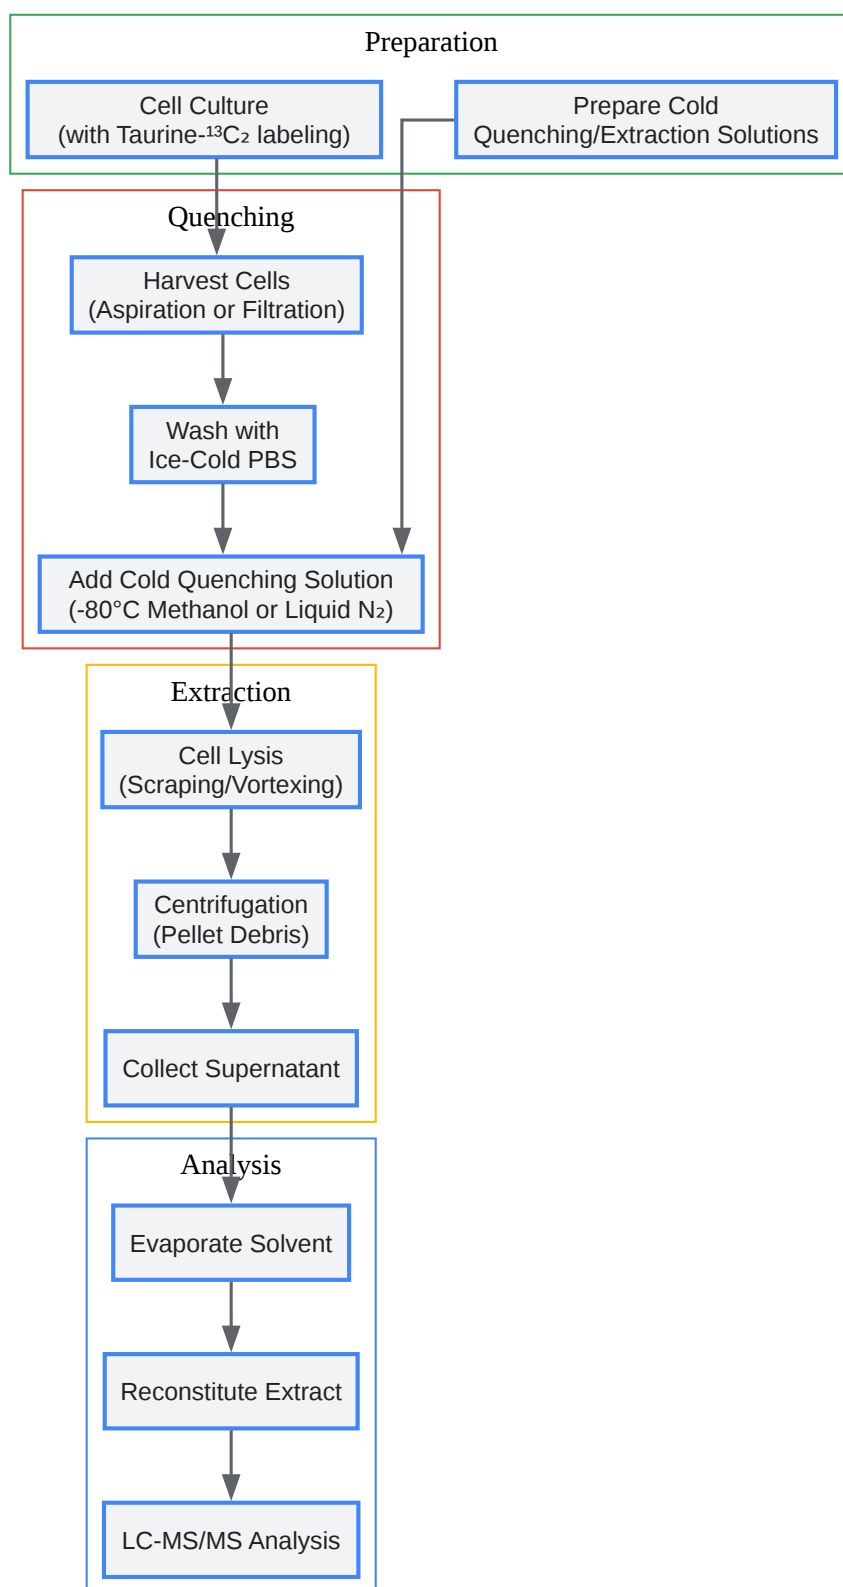 Preparation
Cell Culture
(with Taurine-¹³C₂ labeling)
Prepare Cold
Quenching/Extraction Solutions
Quenching
Harvest Cells
(Aspiration or Filtration)
Wash with
Ice-Cold PBS
Add Cold Quenching Solution
(-80°C Methanol or Liquid N₂)
Extraction
Cell Lysis
(Scraping/Vortexing)
Centrifugation
(Pellet Debris)
Collect Supernatant
Analysis
Evaporate Solvent
Reconstitute Extract
LC-MS/MS Analysis